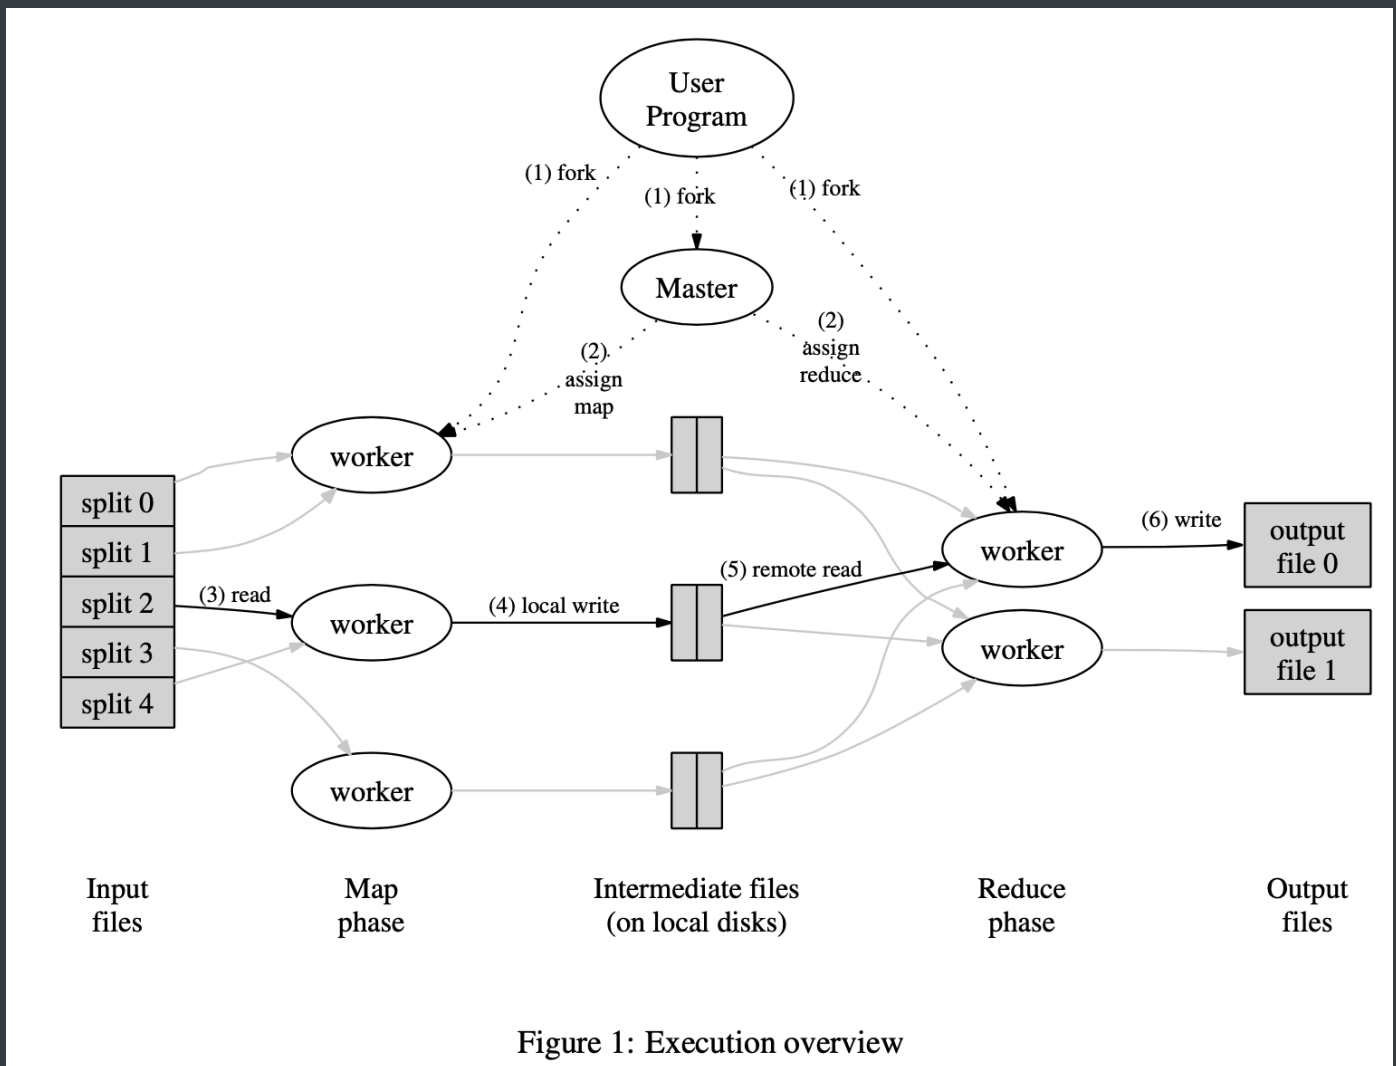 User
Program
(1) fork
(1) fork
(1) fork
Master
(2)
assign
map
(2)
assign
reduce
worker
split 0
split 1
split 2
split 3
split 4
(3) read
worker
(4) local write
(5) remote read
worker
(6) write
output
file 0
worker
output
file 1
worker
Input
files
Map
phase
Intermediate files
(on local disks)
Reduce
phase
Output
files
Figure 1: Execution overview